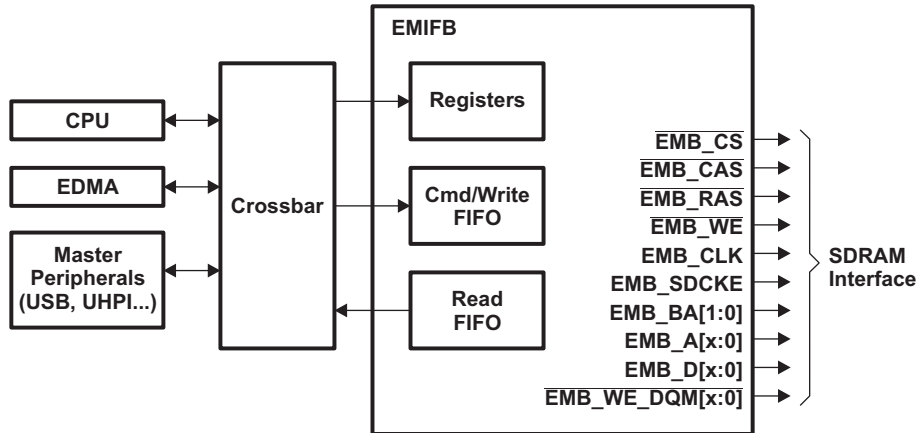 EMIFB
Registers
CPU
EDMA
Crossbar
Cmd/Write
FIFO
Master
Peripherals
(USB, UHPI...)
Read
FIFO
EMB_CS
EMB_CAS
EMB_RAS
EMB_WE
EMB_CLK
EMB_SDCKE
EMB_BA[1:0]
EMB_A[x:0]
EMB_D[x:0]
EMB_WE_DQM[x:0]
SDRAM
Interface